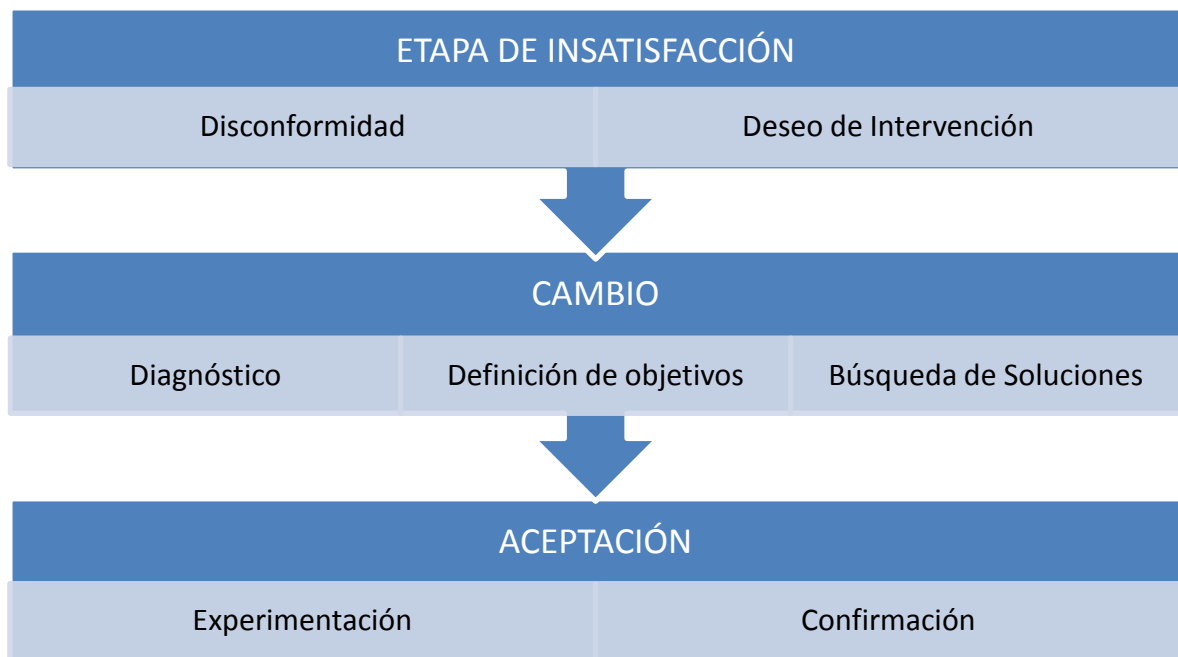 ETAPA DE INSATISFACCIÓN
Disconformidad
Deseo de Intervención
CAMBIO
Diagnóstico
Definición de objetivos
Búsqueda de Soluciones
ACEPTACIÓN
Experimentación
Confirmación